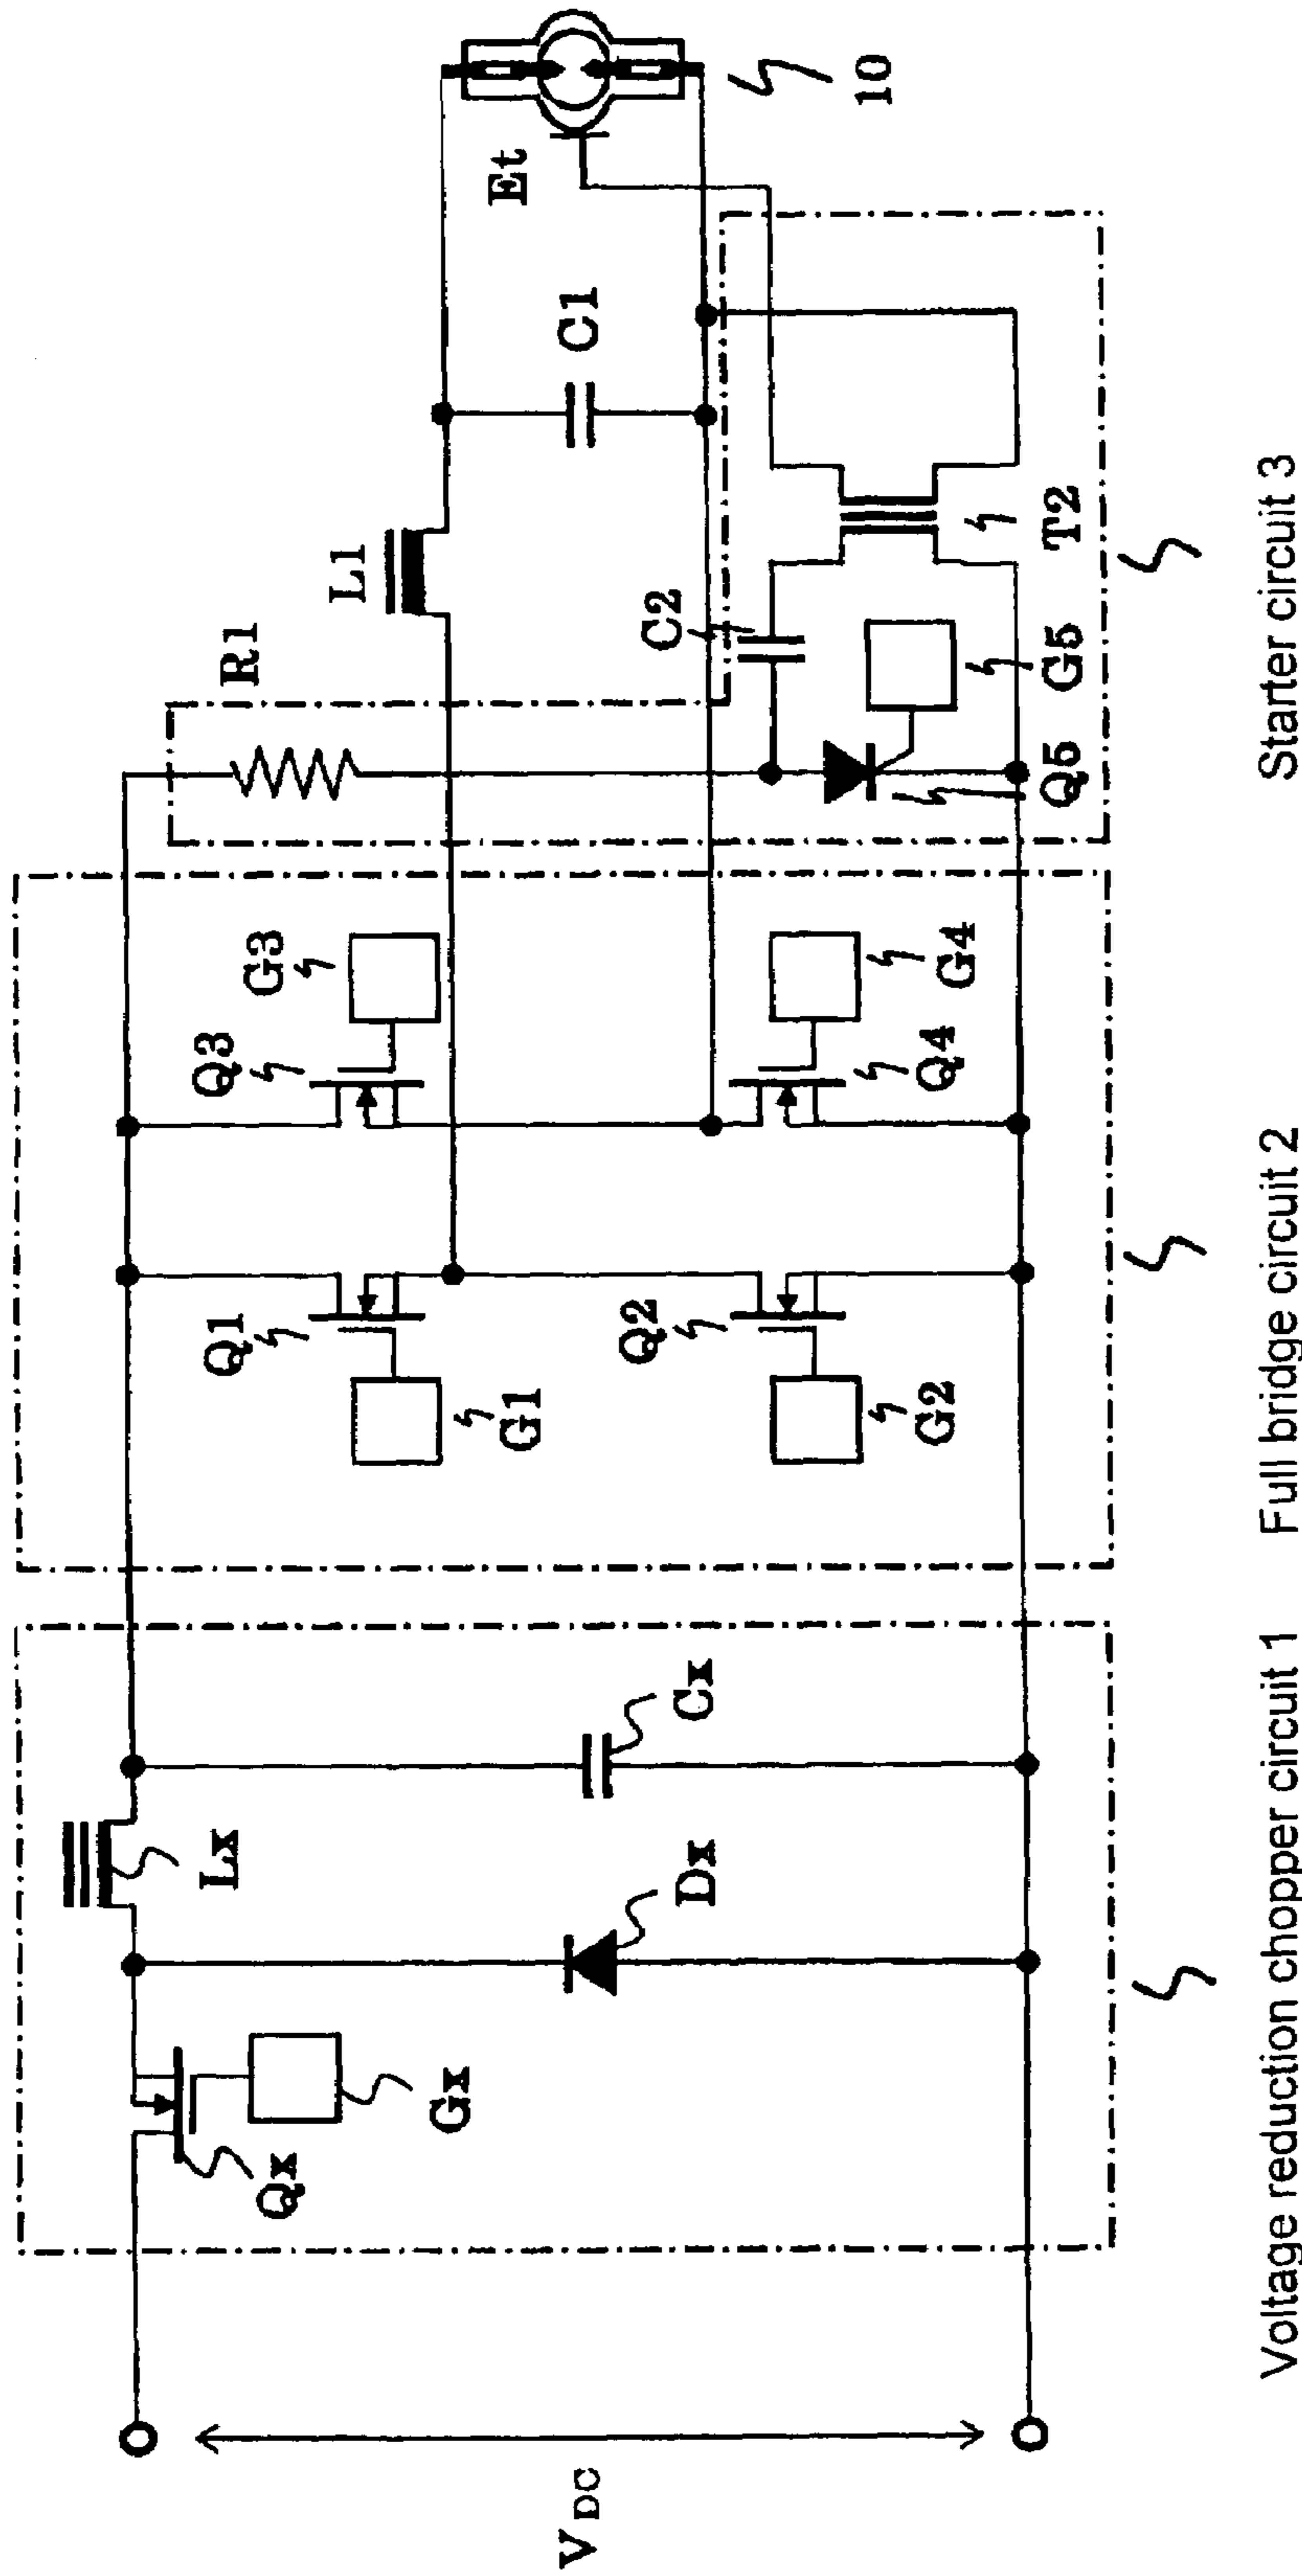 V DC
Qx
Gx
Lx
Dx
Cx
Voltage reduction chopper circuit 1
Q1
G1
Q2
G2
Q3
G3
Q4
G4
Full bridge circuit 2
R1
L1
C2
Q5
G5
T2
C1
Et
10
Starter circuit 3